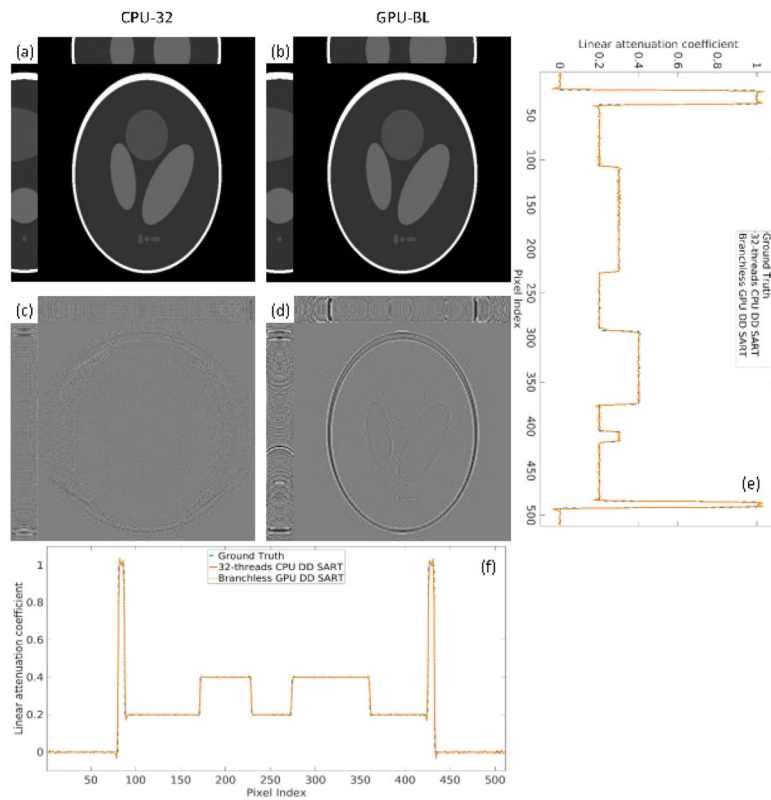 CPU-32
GPU-BL
(a)
(b)
(c)
(d)
Linear attenuation coefficient
0
0.2
0.4
0.6
0.8
1
50
100
150
200
250
300
350
400
450
500
Pixel Index
Ground Truth
32-threads CPU DD SART
Branchless GPU DD SART
(e)
(f)
Ground Truth
32-threads CPU DD SART
Branchless GPU DD SART
Linear attenuation coefficient
1
0.8
0.6
0.4
0.2
0
50
100
150
200
250
300
350
400
450
500
Pixel Index